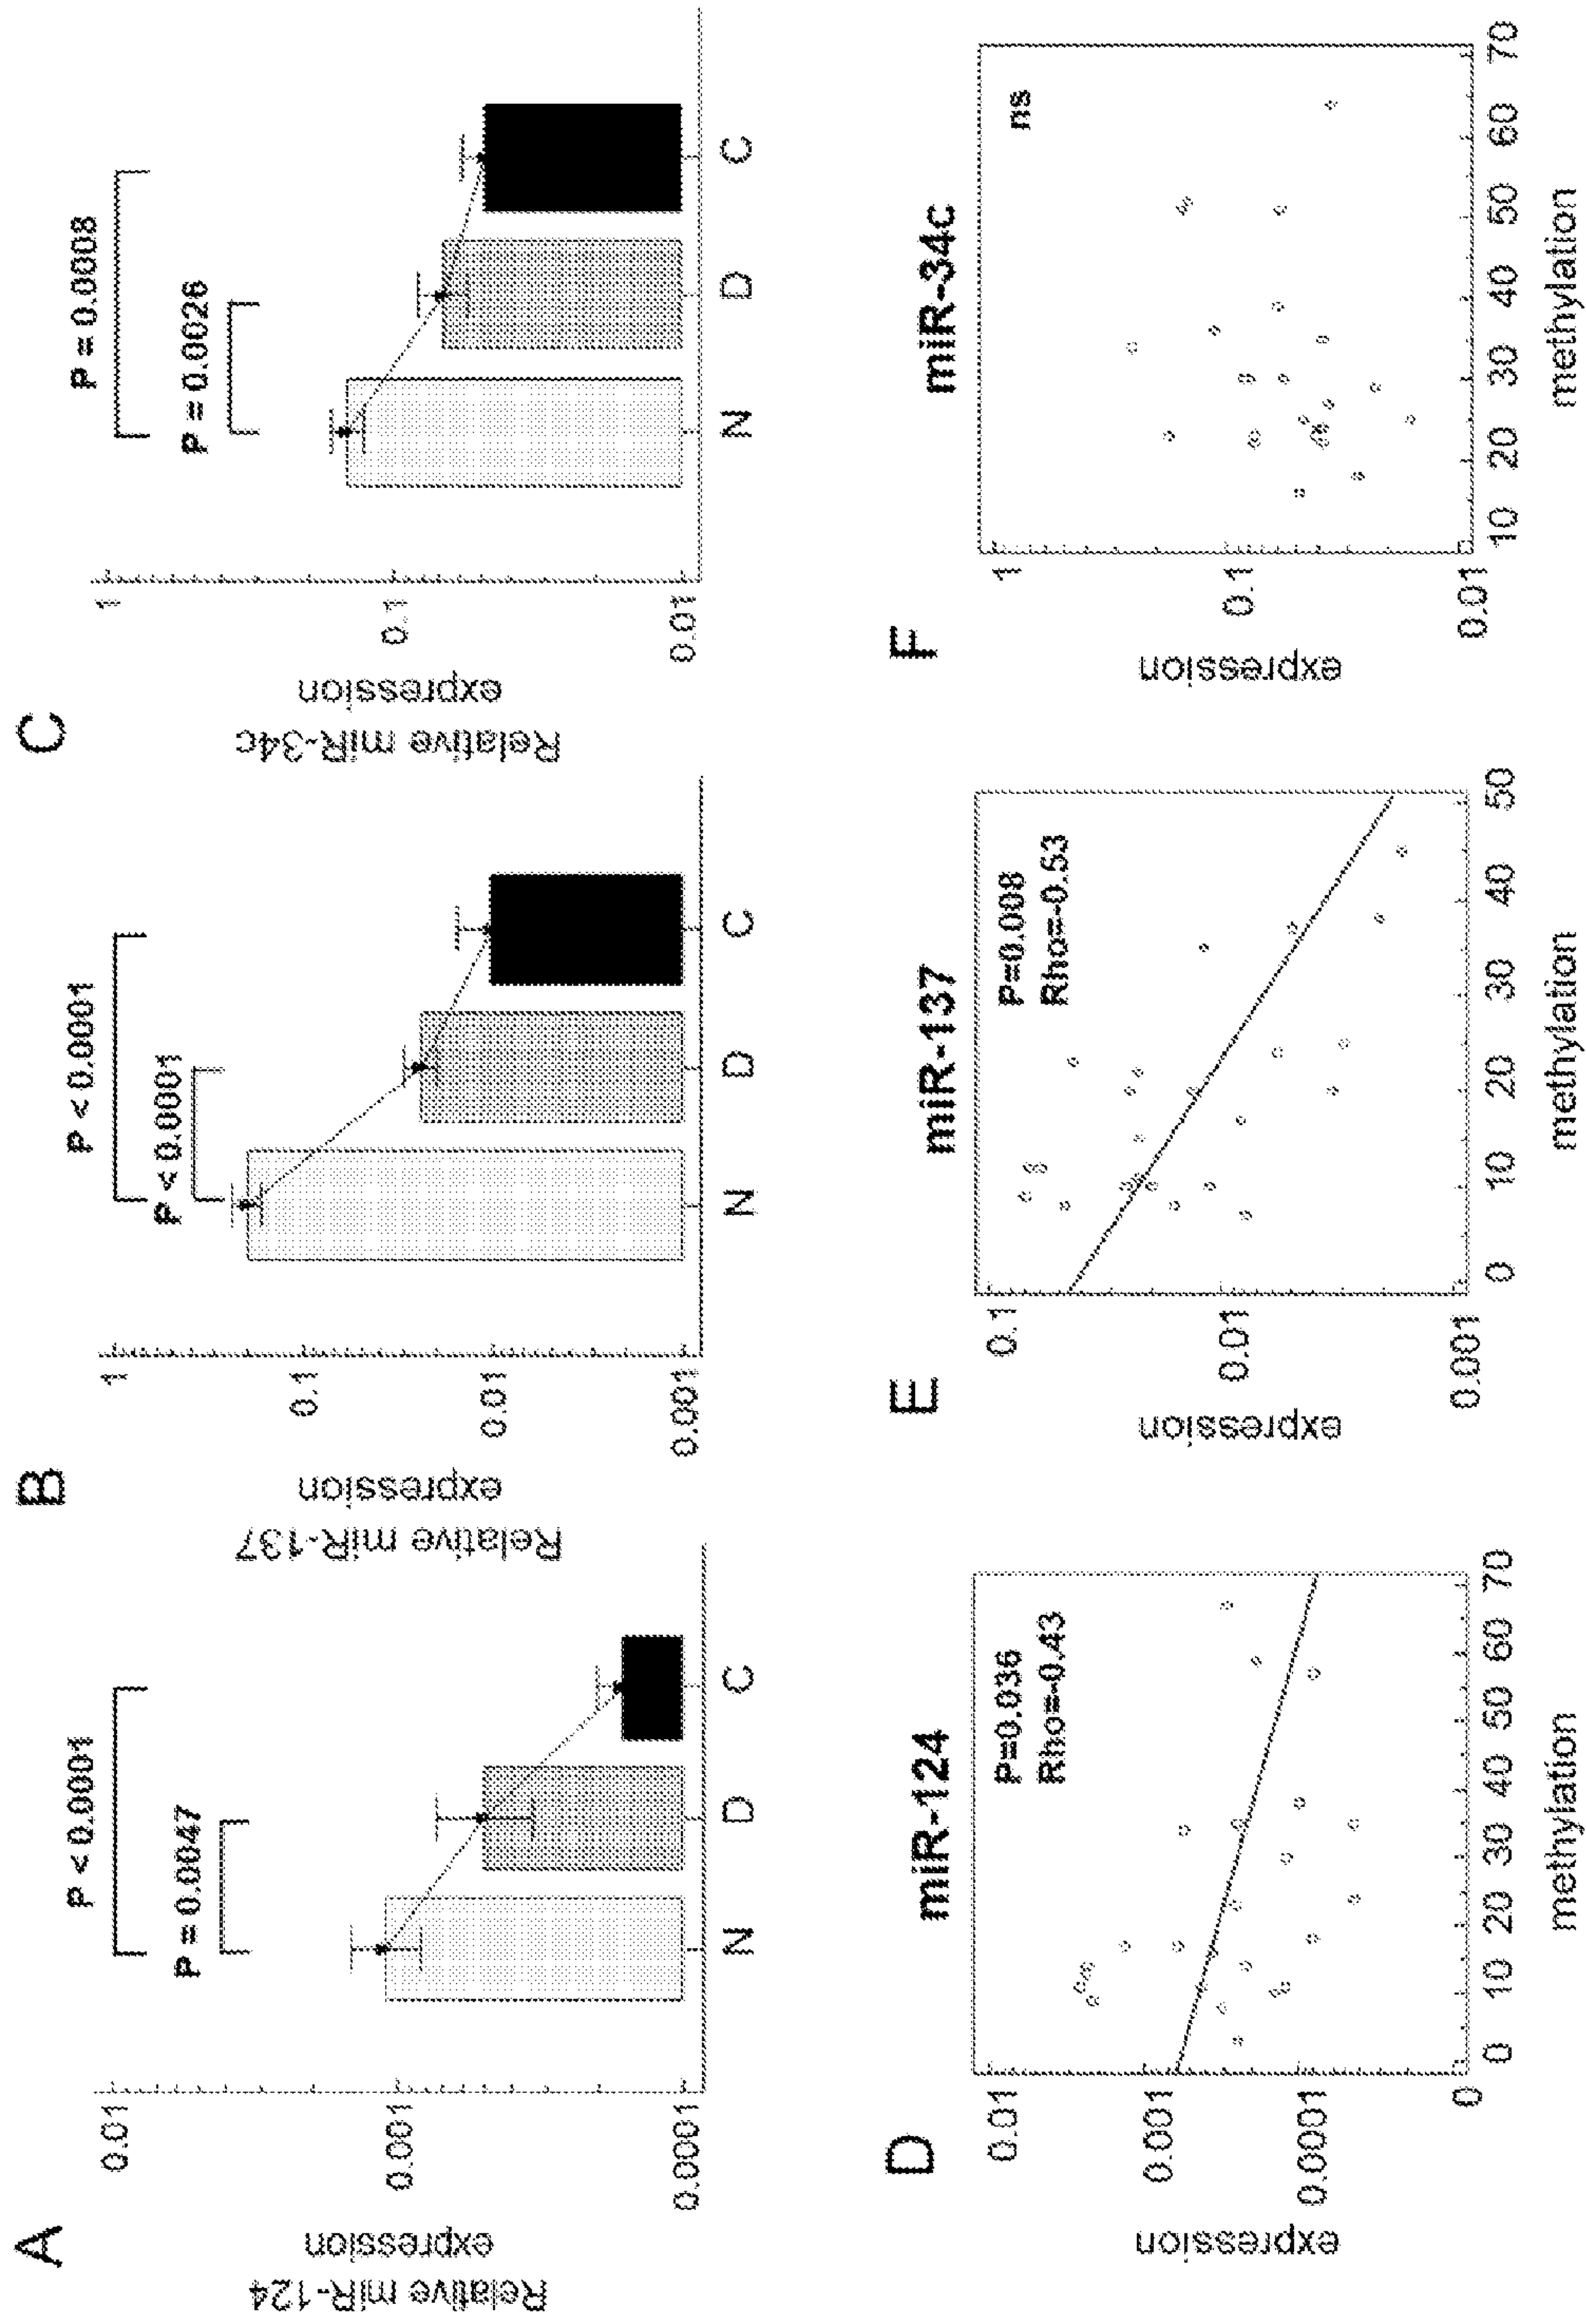 A
Relative miR-124
expression
0.01
0.001
0.0001
P < 0.0001
P = 0.0047
N D C
B
Relative miR-137
expression
1
0.1
0.01
0.001
P < 0.0001
P < 0.0001
N D C
C
Relative miR-34c
expression
1
0.1
0.01
P = 0.0008
P = 0.0026
N D C
D
miR-124
expression
0.01
0.001
0.0001
0
P=0.036
Rho=-0.43
0 10 20 30 40 50 60 70
methylation
E
miR-137
expression
0.1
0.01
0.001
P=0.008
Rho=-0.53
0 10 20 30 40 50
methylation
F
miR-34c
expression
1
0.1
0.01
ns
10 20 30 40 50 60 70
methylation